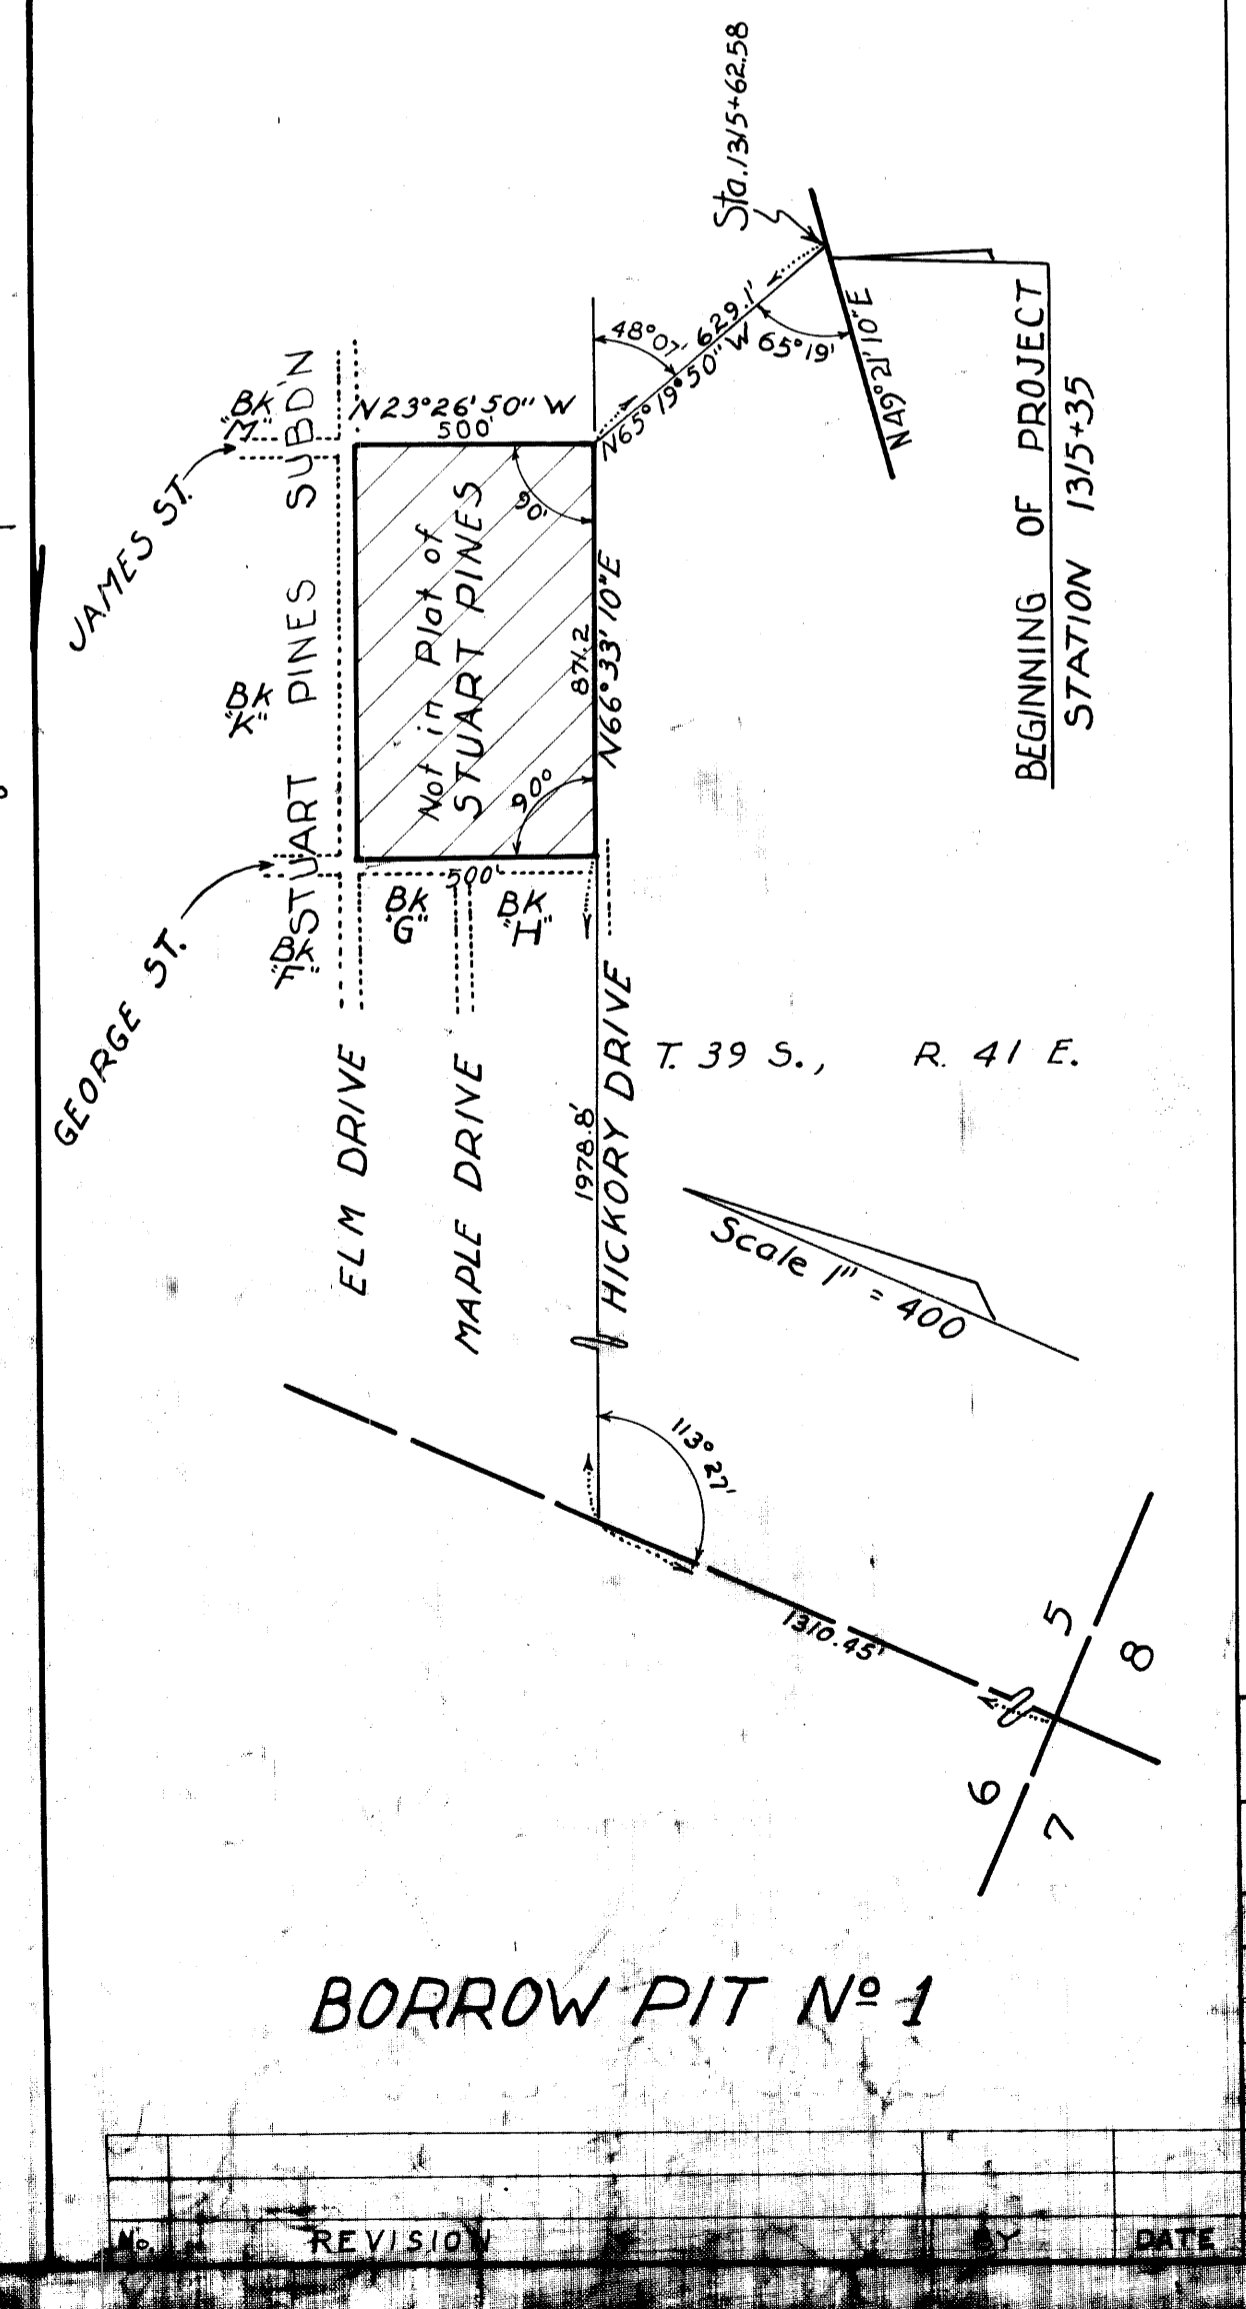 Sta. 1315+62.58
BEGINNING OF PROJECT
STATION 1315+35
N49°21'10"E
65°19'
629.1'
N65°19'50"W
48°07'
N23°26'50"W
500'
90°
871.2
N66°33'10"E
90°
500'
Not in Plat of
STUART PINES
STUART PINES SUBD'N
Bk
"M"
JAMES ST.
Bk
"K"
GEORGE ST.
Bk
Bk
"G"
Bk
"H"
ELM DRIVE
MAPLE DRIVE
HICKORY DRIVE
1978.8'
T. 39 S., R. 41 E.
Scale 1" = 400
113°27'
1310.45'
5
8
6
7
BORROW PIT Nº 1
No.
REVISION
BY
DATE